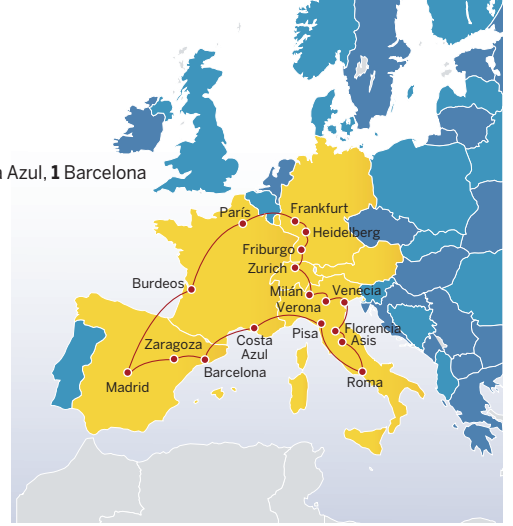 Azul, 1 Barcelona
París
Frankfurt
Heidelberg
Friburgo
Zurich
Burdeos
Milán
Venecia
Verona
Zaragoza
Costa
Azul
Pisa
Florencia
Asis
Madrid
Barcelona
Roma